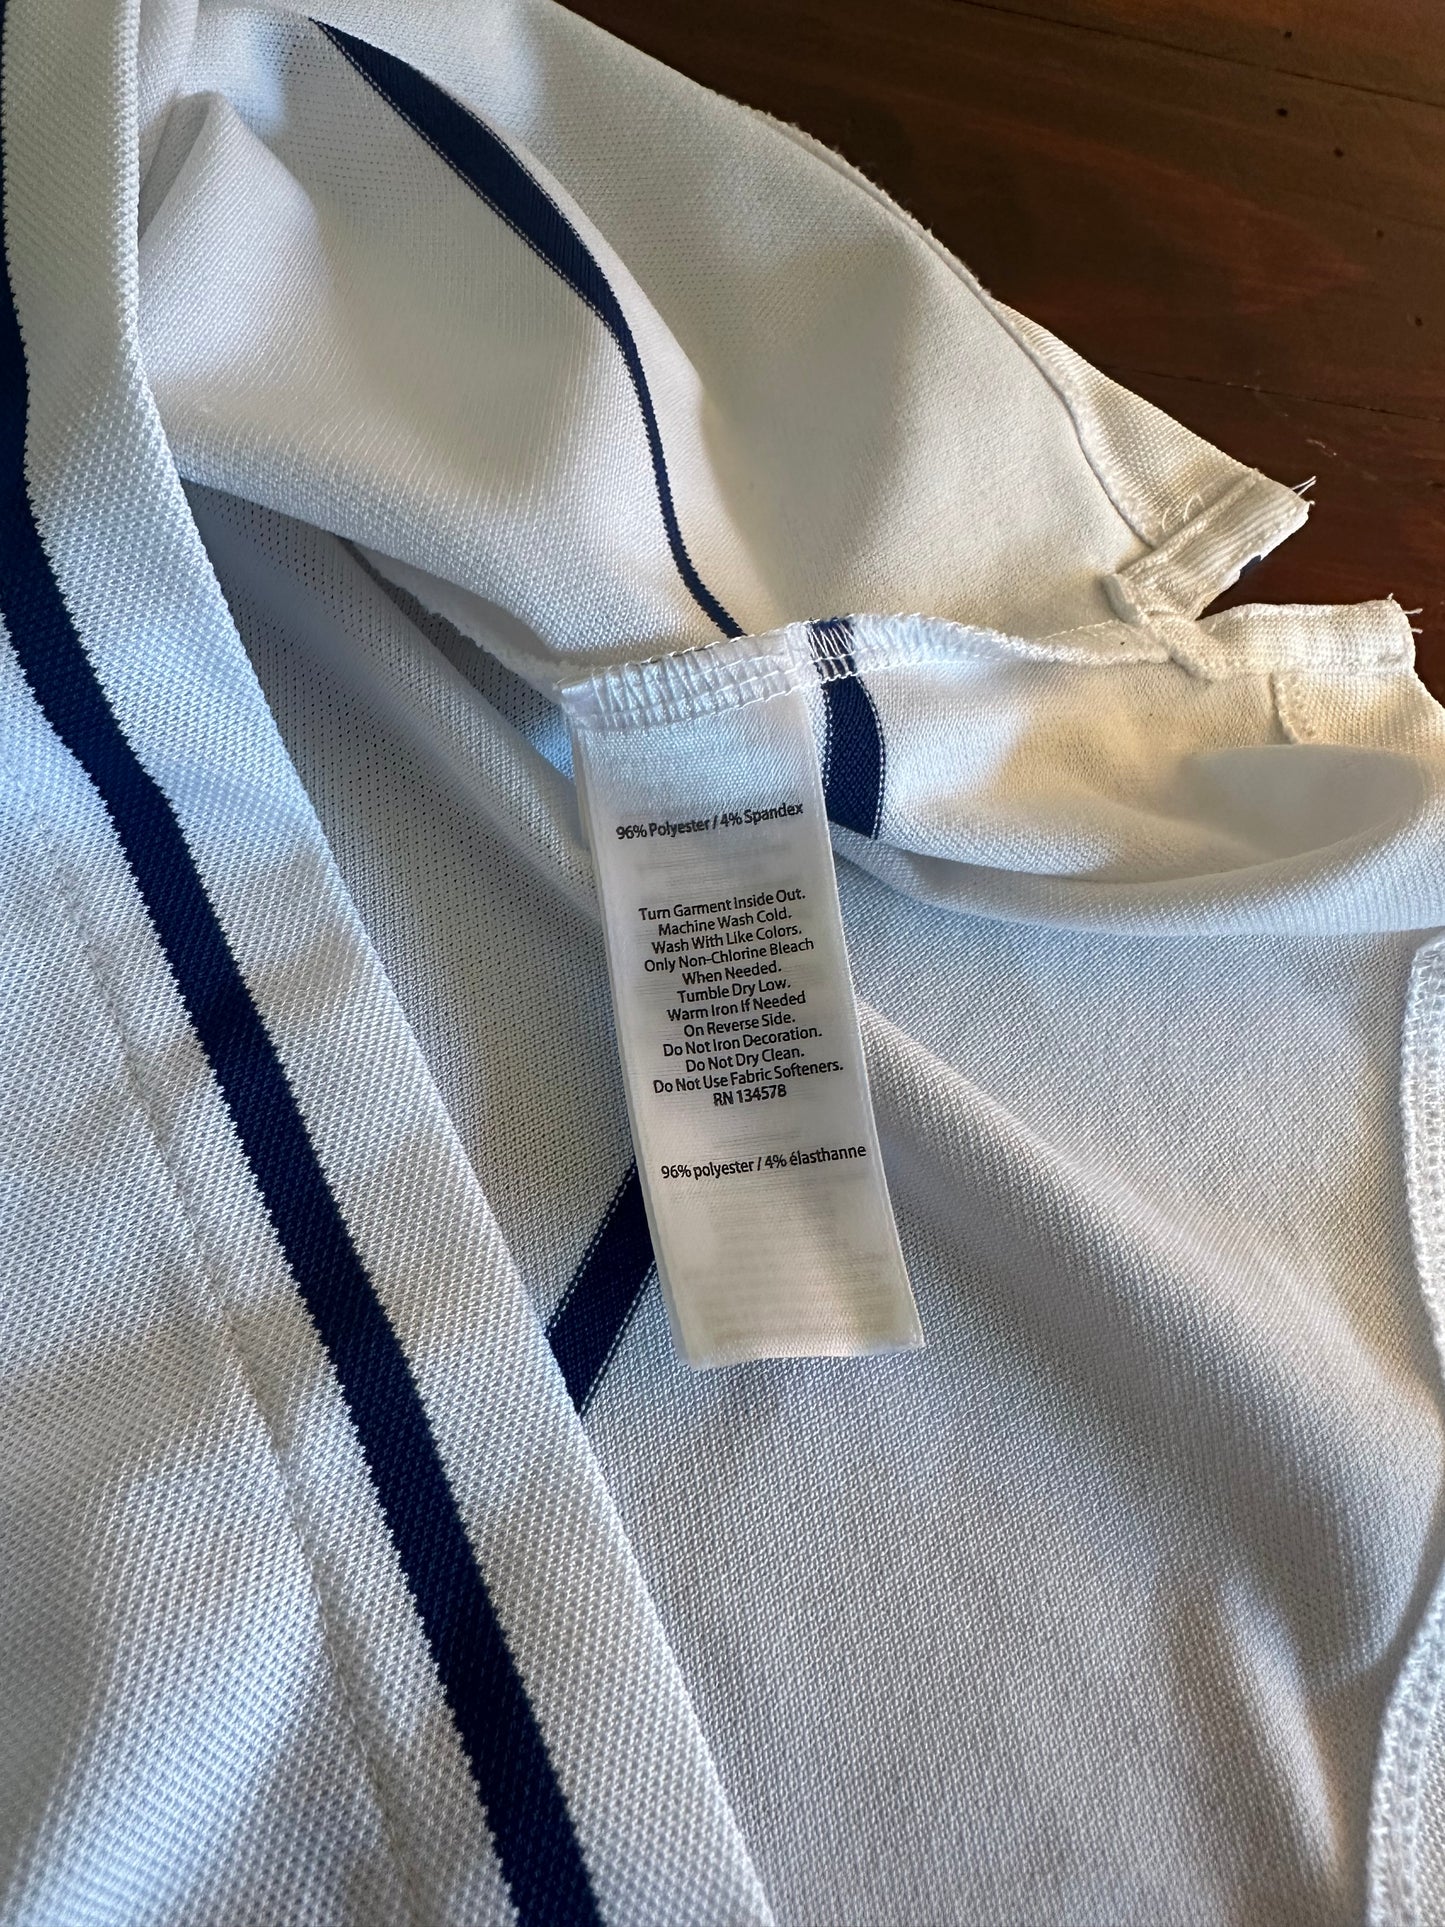 96% Polyester / 4% Spandex
Turn Garment Inside Out.
Machine Wash Cold.
Wash With Like Colors.
Only Non-Chlorine Bleach
When Needed.
Tumble Dry Low.
Warm Iron If Needed
On Reverse Side.
Do Not Iron Decoration.
Do Not Dry Clean.
Do Not Use Fabric Softeners.
RN 134578
96% polyester / 4% élasthanne